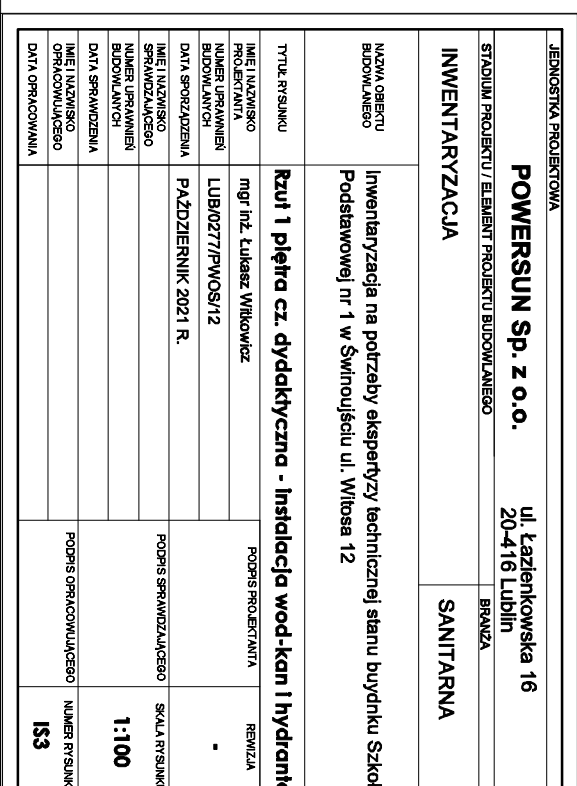 JEDNOSTKA PROJEKTOWA
POWERSUN Sp. z o.o.
ul. Łazienkowska 16
20-416 Lublin
STADIUM PROJEKTU / ELEMENT PROJEKTU BUDOWLANEGO
BRANŻA
INWENTARYZACJA
SANITARNA
NAZWA OBIEKTU
BUDOWLANEGO
Inwentaryzacja na potrzeby ekspertyzy technicznej stanu buydnku Szkoł
Podstawowej nr 1 w Świnoujściu ul. Witosa 12
TYTUŁ RYSUNKU
Rzut 1 piętra cz. dydaktyczna - instalacja wod-kan i hydrant
IMIĘ I NAZWISKO
PROJEKTANTA
mgr inż. Łukasz Witkowicz
PODPIS PROJEKTANTA
REWIZJA
NUMER UPRAWNIEŃ
BUDOWLANYCH
LUB/0277/PWOS/12
-
DATA SPORZĄDZENIA
PAŹDZIERNIK 2021 R.
IMIĘ I NAZWISKO
SPRAWDZAJĄCEGO
PODPIS SPRAWDZAJĄCEGO
SKALA RYSUNK
NUMER UPRAWNIEŃ
BUDOWLANYCH
1:100
DATA SPRAWDZENIA
IMIĘ I NAZWISKO
OPRACOWUJĄCEGO
PODPIS OPRACOWUJĄCEGO
NUMER RYSUNK
DATA OPRACOWANIA
IS3